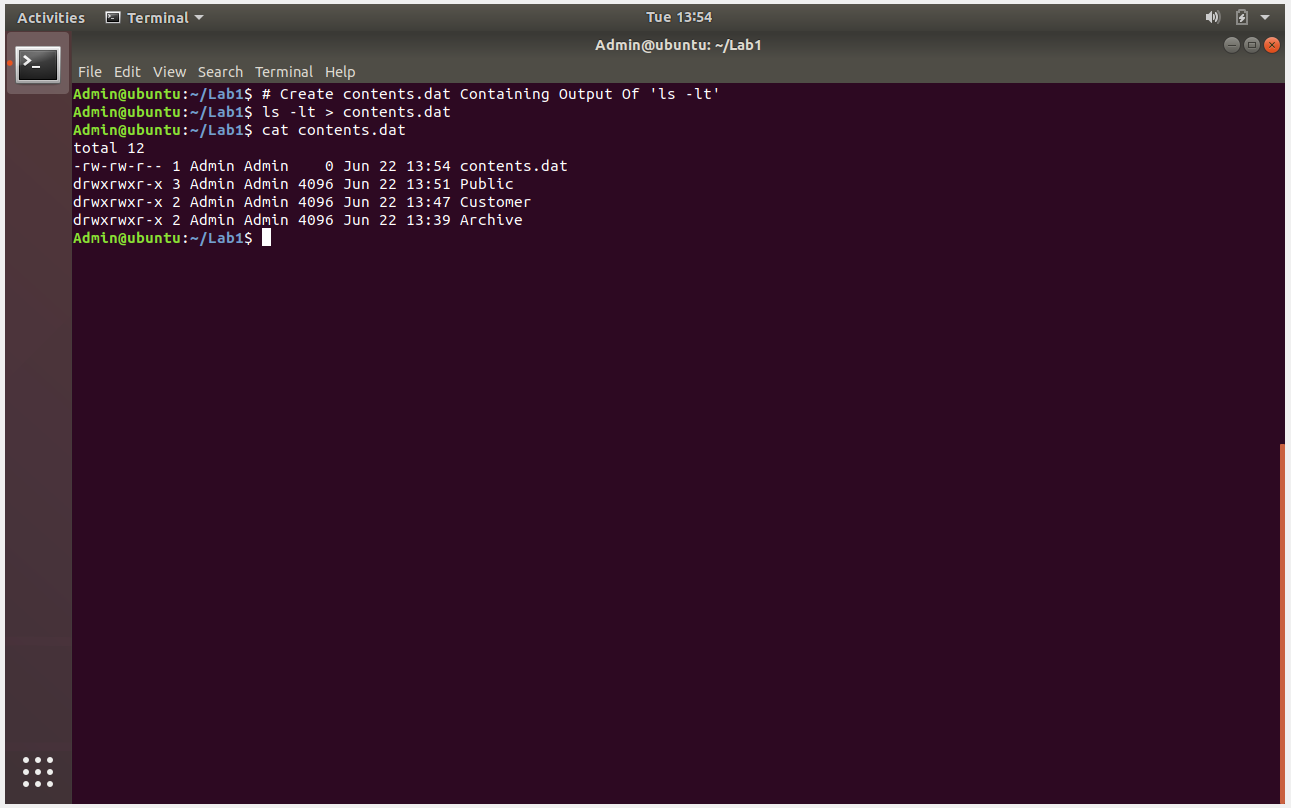 Activities Terminal Tue 13:54
Admin@ubuntu: ~/Lab1
File Edit View Search Terminal Help
Admin@ubuntu:~/Lab1$ # Create contents.dat Containing Output Of 'ls -lt'
Admin@ubuntu:~/Lab1$ ls -lt > contents.dat
Admin@ubuntu:~/Lab1$ cat contents.dat
total 12
-rw-rw-r-- 1 Admin Admin    0 Jun 22 13:54 contents.dat
drwxrwxr-x 3 Admin Admin 4096 Jun 22 13:51 Public
drwxrwxr-x 2 Admin Admin 4096 Jun 22 13:47 Customer
drwxrwxr-x 2 Admin Admin 4096 Jun 22 13:39 Archive
Admin@ubuntu:~/Lab1$